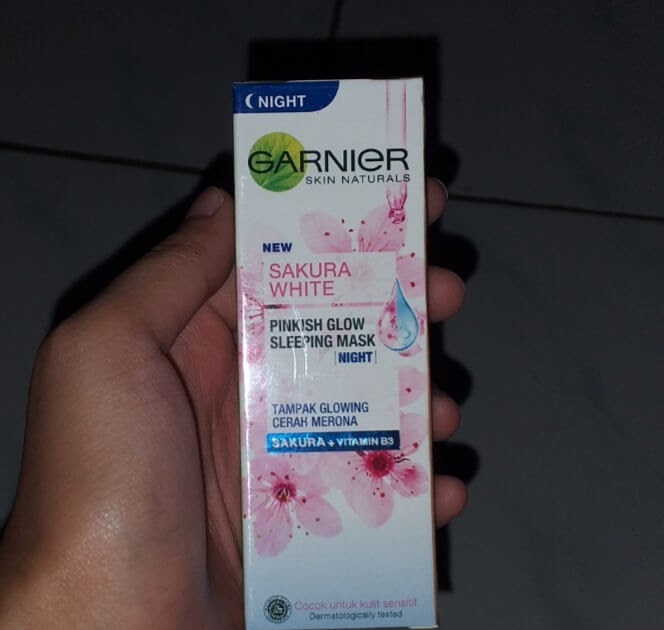 NIGHT
GARNIER
SKIN NATURALS
NEW
SAKURA
WHITE
PINKISH GLOW
SLEEPING MASK
NIGHT
TAMPAK GLOWING
CERAH MERONA
SAKURA + VITAMIN B3
Cocok untuk kulit sensitif
Dermatologically tested